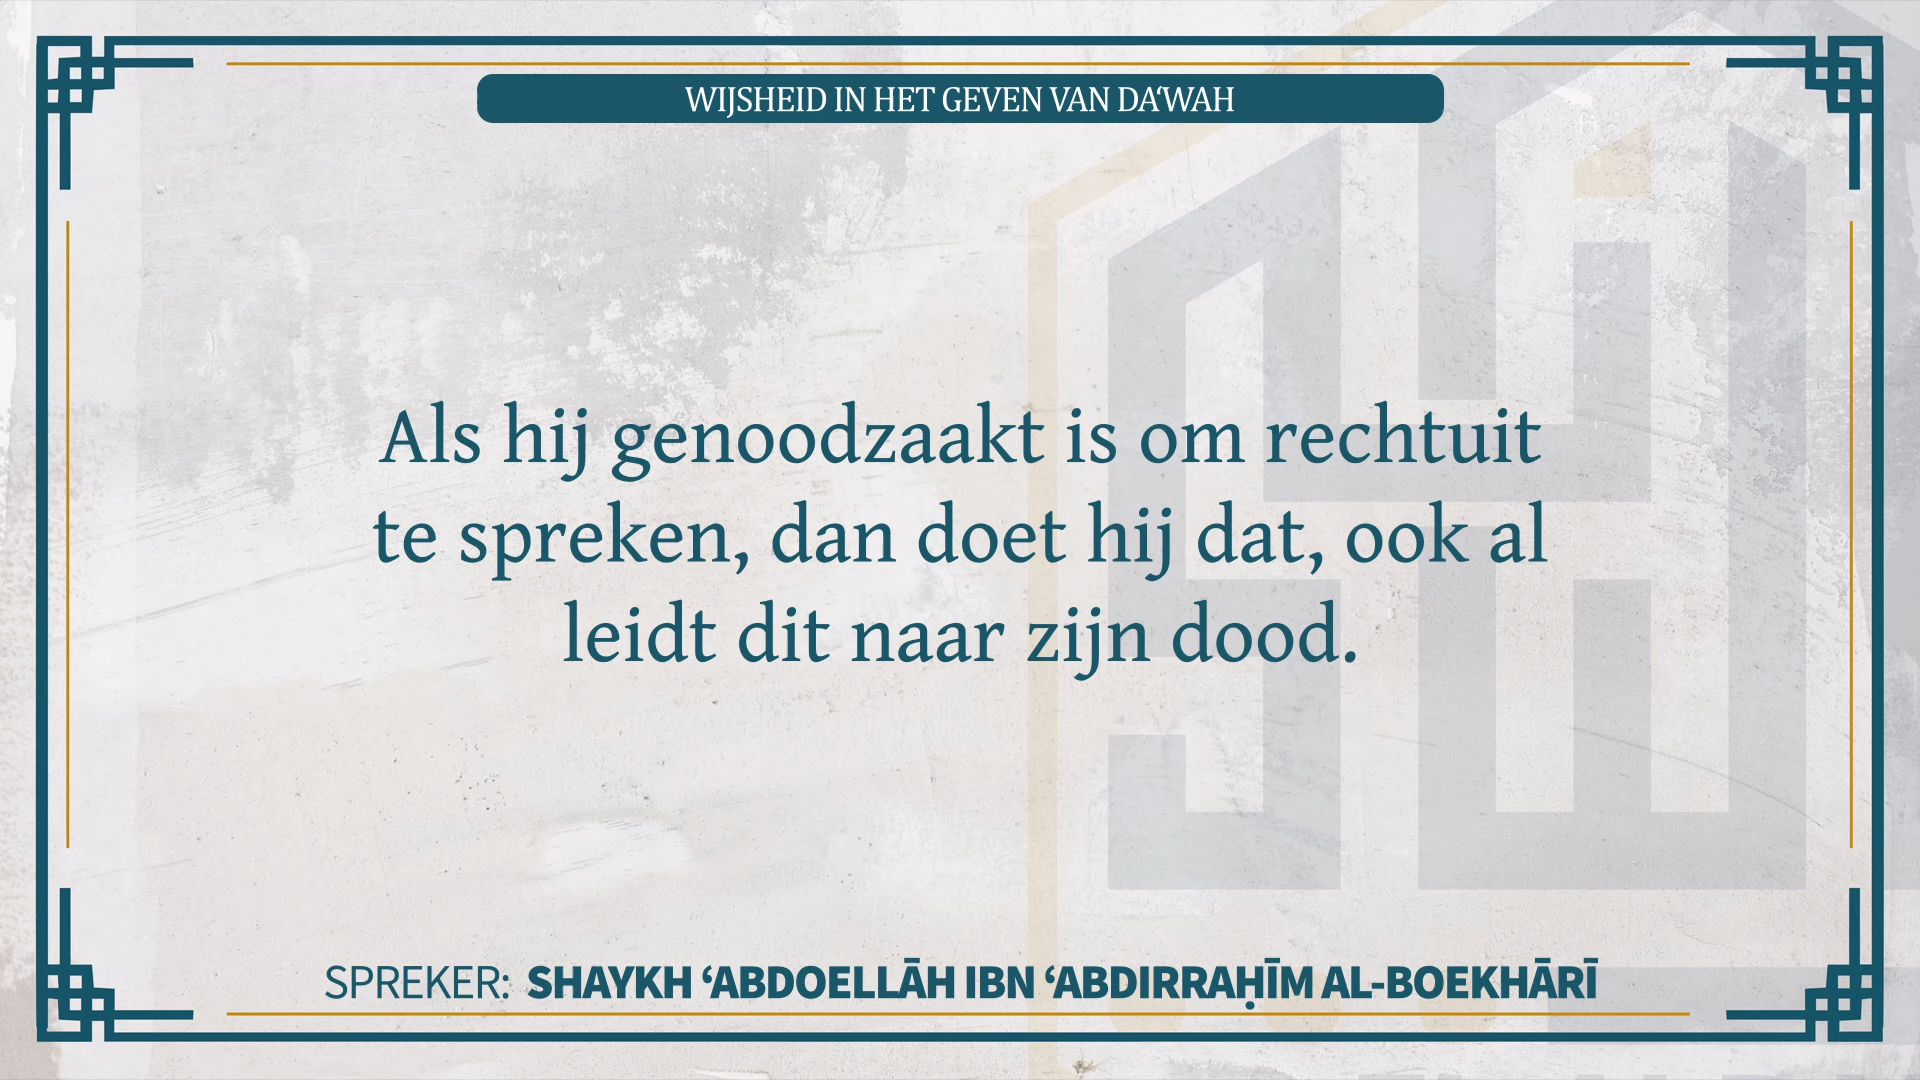 WIJSHEID IN HET GEVEN VAN DA‘WAH
Als hij genoodzaakt is om rechtuit
te spreken, dan doet hij dat, ook al
leidt dit naar zijn dood.
SPREKER: SHAYKH ‘ABDOELLĀH IBN ‘ABDIRRAḤĪM AL-BOEKHĀRĪ